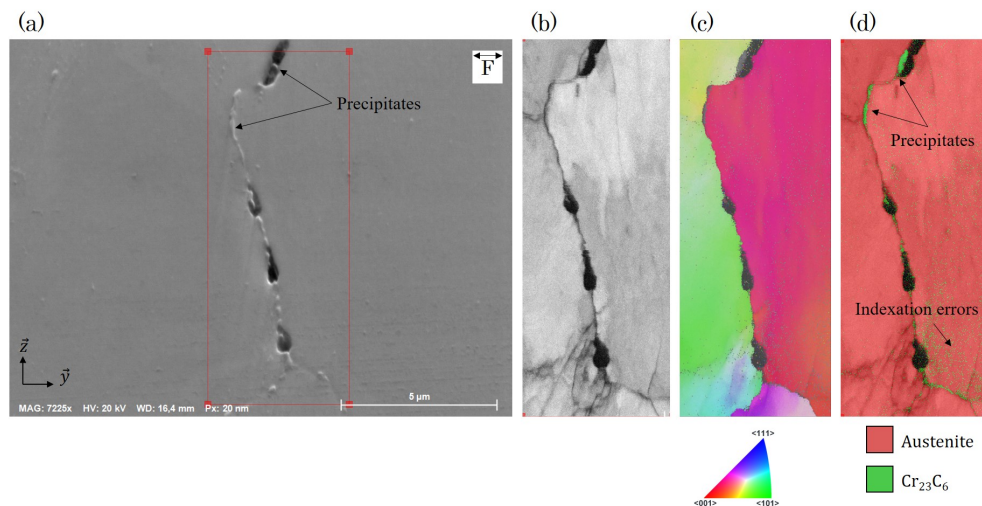 (a)
(b)
(c)
(d)
F
Precipitates
z
y
MAG: 7225x HV: 20 kV WD: 16,4 mm Px: 20 nm
5 µm
Precipitates
Indexation errors
<111>
<001>
<101>
Austenite
Cr₂₃C₆